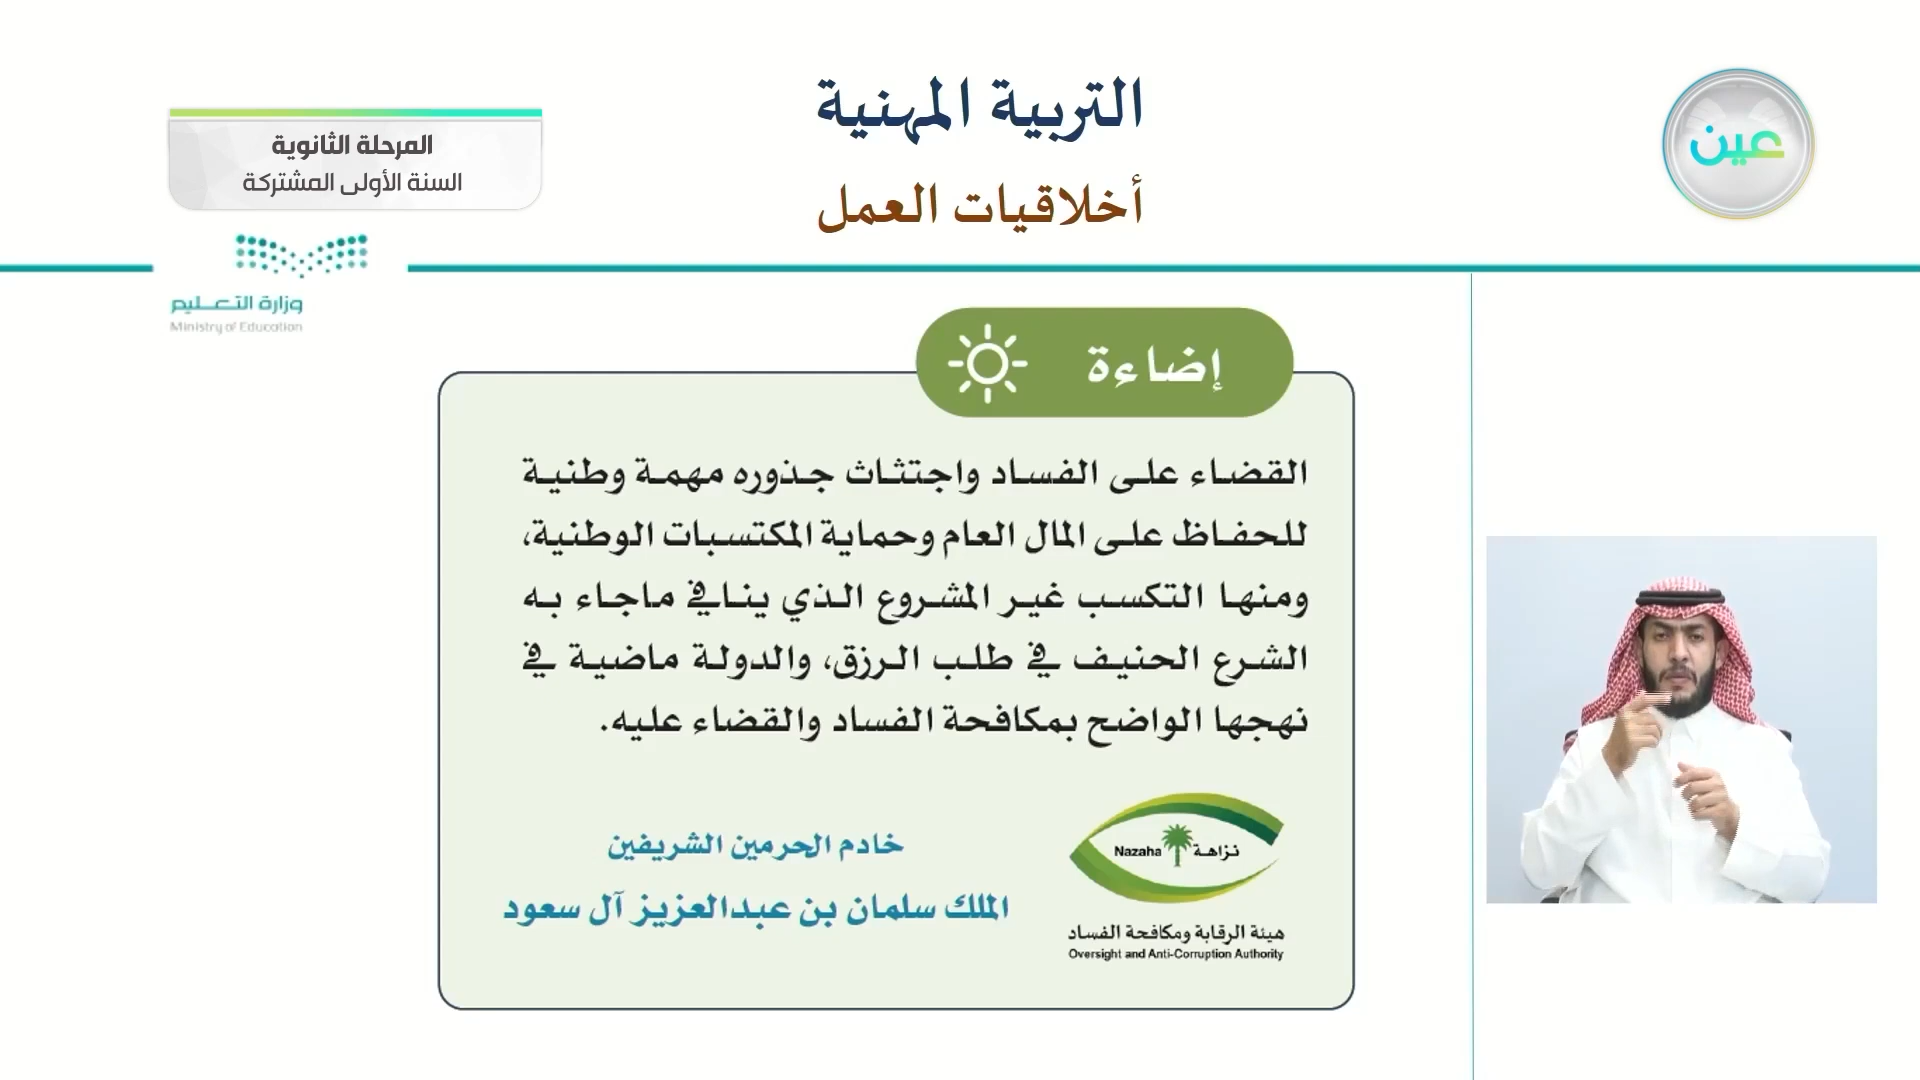 التربية المهنية
أخلاقيات العمل
عين
المرحلة الثانوية
السنة الأولى المشتركة
وزارة التعليم
Ministry of Education
إضاءة
القضاء على الفساد واجتثاث جذوره مهمة وطنية
للحفاظ على المال العام وحماية المكتسبات الوطنية،
ومنها التكسب غير المشروع الذي ينافي ماجاء به
الشرع الحنيف في طلب الرزق، والدولة ماضية في
نهجها الواضح بمكافحة الفساد والقضاء عليه.
خادم الحرمين الشريفين
الملك سلمان بن عبدالعزيز آل سعود
نزاهة Nazaha
هيئة الرقابة ومكافحة الفساد
Oversight and Anti-Corruption Authority